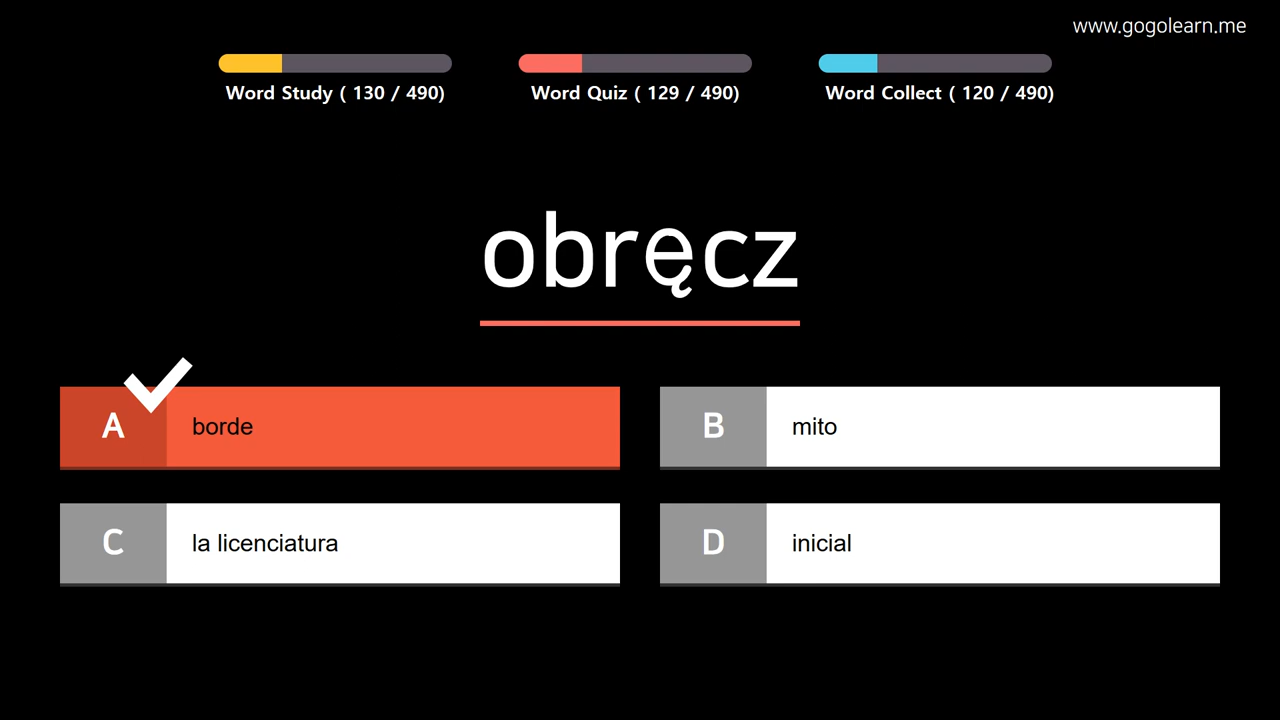 www.gogolearn.me
Word Study ( 130 / 490)
Word Quiz ( 129 / 490)
Word Collect ( 120 / 490)
obręcz
A borde
B mito
C la licenciatura
D inicial